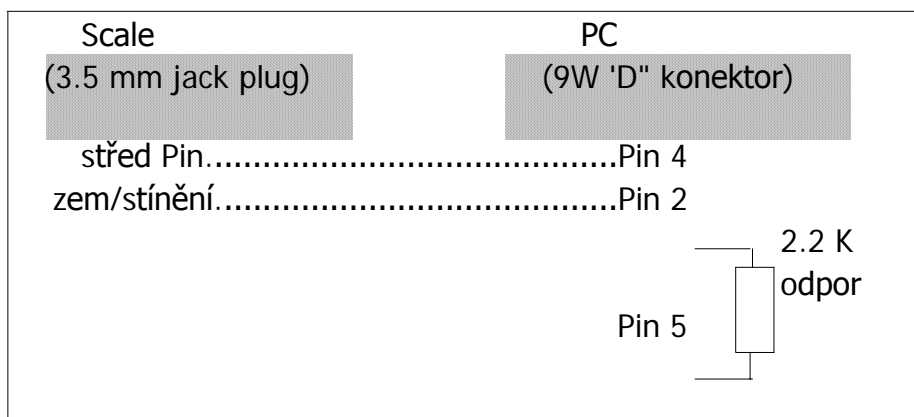 Scale PC
(3.5 mm jack plug) (9W 'D" konektor)
střed Pin............................................Pin 4
zem/stínění..........................................Pin 2
2.2 K
odpor
Pin 5